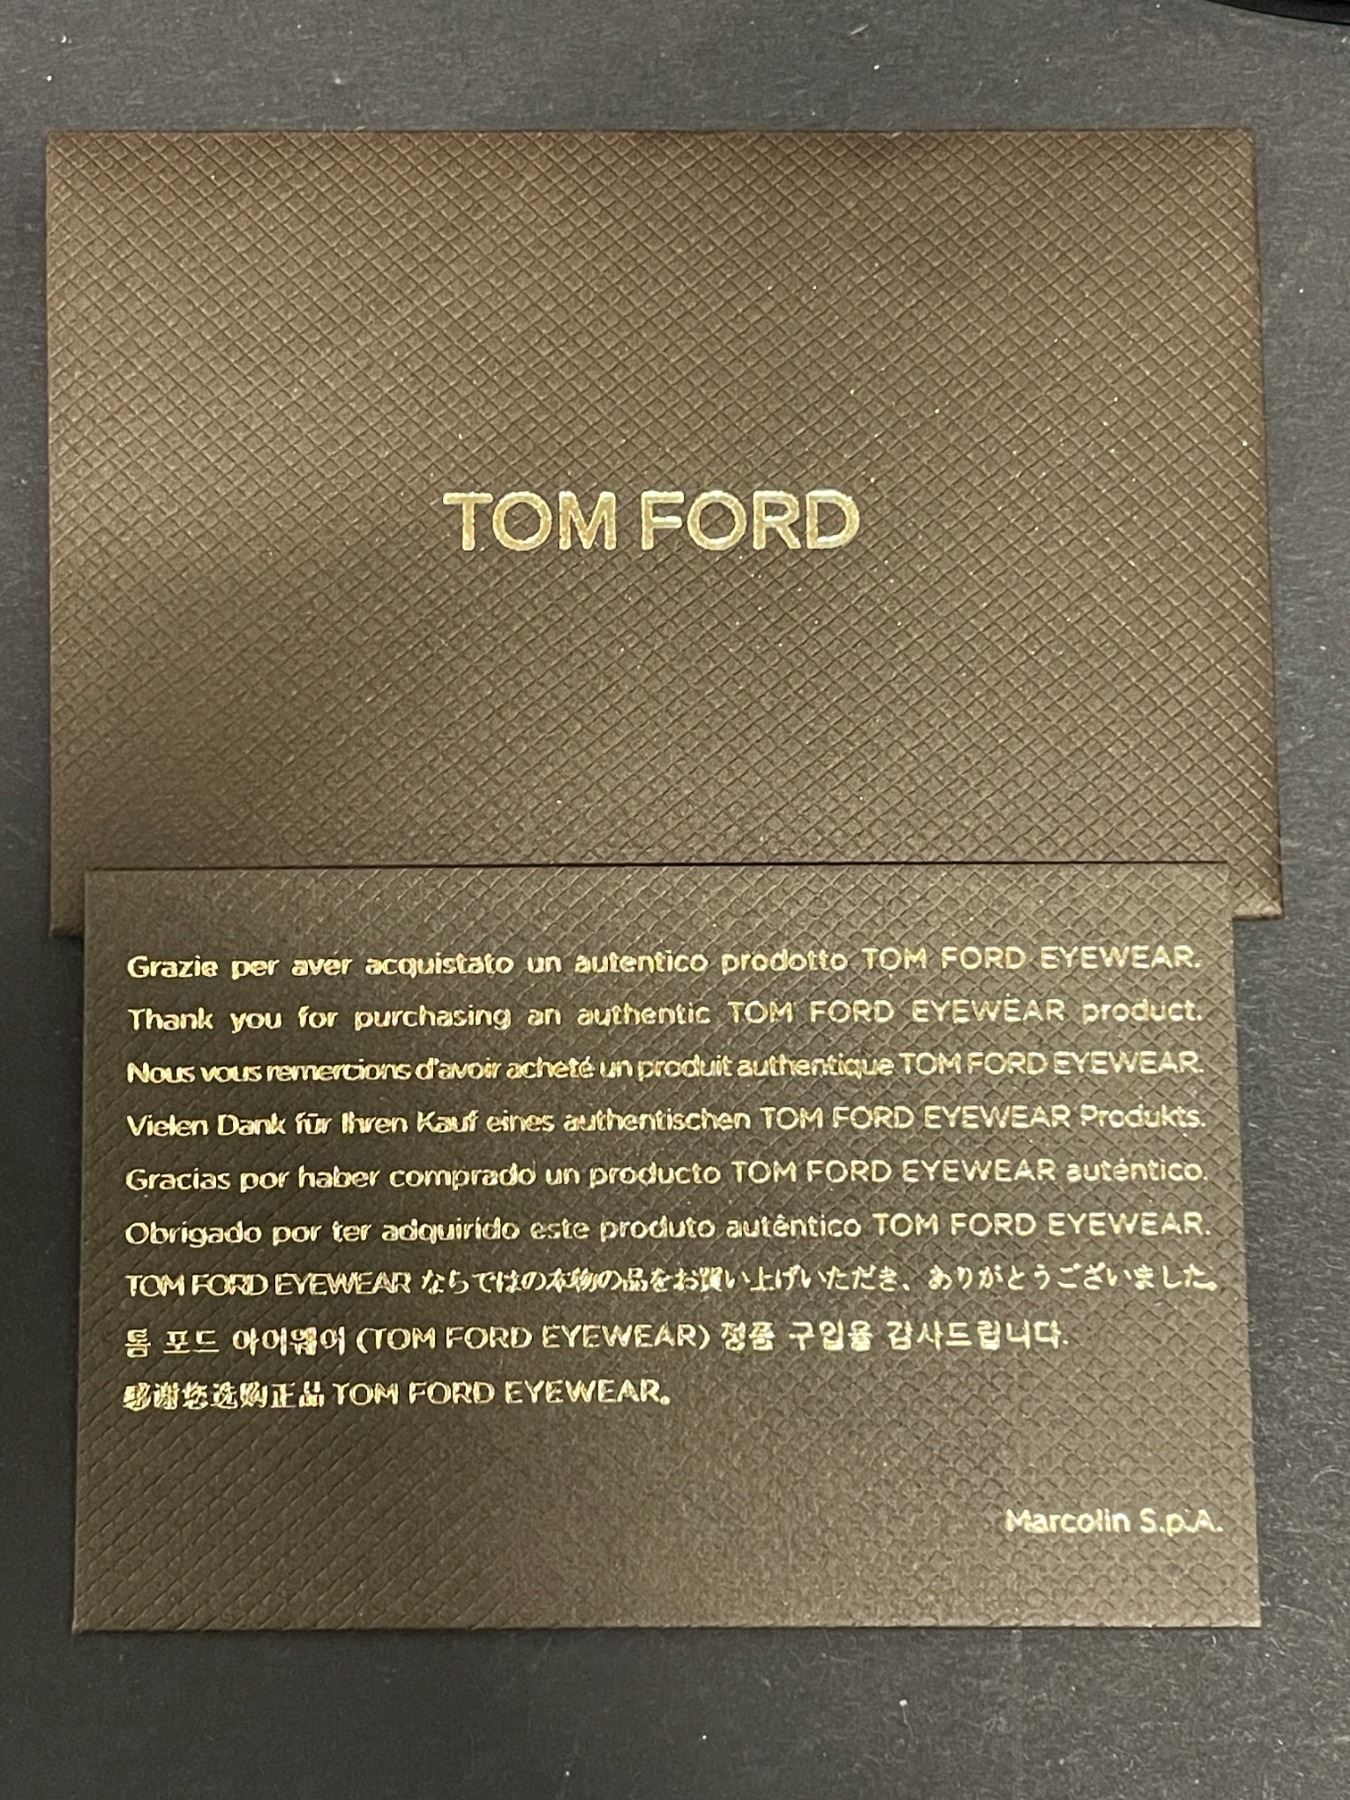 TOM FORD
Grazie per aver acquistato un autentico prodotto TOM FORD EYEWEAR.
Thank you for purchasing an authentic TOM FORD EYEWEAR product.
Nous vous remercions d'avoir acheté un produit authentique TOM FORD EYEWEAR.
Vielen Dank für Ihren Kauf eines authentischen TOM FORD EYEWEAR Produkts.
Gracias por haber comprado un producto TOM FORD EYEWEAR auténtico.
Obrigado por ter adquirido este produto autêntico TOM FORD EYEWEAR.
TOM FORD EYEWEAR ならではの本物の品をお買い上げいただき、ありがとうございました。
톰 포드 아이웨어 (TOM FORD EYEWEAR) 정품 구입을 감사드립니다.
感谢您选购正品 TOM FORD EYEWEAR。
Marcolin S.p.A.